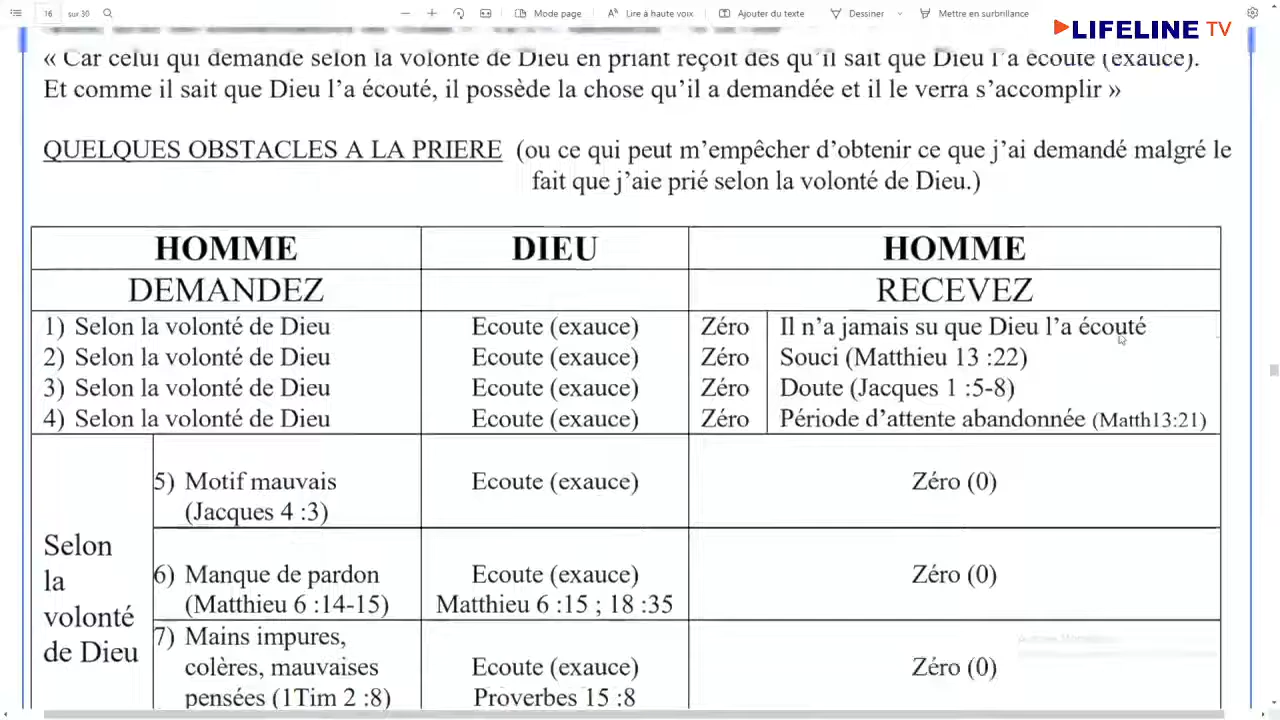 16 sur 30 Mode page Lire à haute voix Ajouter du texte Dessiner Mettre en surbrillance
LIFELINE TV
« Car celui qui demande selon la volonté de Dieu en priant reçoit dès qu'il sait que Dieu l'a écouté (exaucé).
Et comme il sait que Dieu l'a écouté, il possède la chose qu'il a demandée et il le verra s'accomplir »
QUELQUES OBSTACLES A LA PRIERE (ou ce qui peut m'empêcher d'obtenir ce que j'ai demandé malgré le
fait que j'aie prié selon la volonté de Dieu.)
HOMME DIEU HOMME
DEMANDEZ RECEVEZ
1) Selon la volonté de Dieu Ecoute (exauce) Zéro Il n'a jamais su que Dieu l'a écouté
2) Selon la volonté de Dieu Ecoute (exauce) Zéro Souci (Matthieu 13 :22)
3) Selon la volonté de Dieu Ecoute (exauce) Zéro Doute (Jacques 1 :5-8)
4) Selon la volonté de Dieu Ecoute (exauce) Zéro Période d'attente abandonnée (Matth13:21)
5) Motif mauvais Ecoute (exauce) Zéro (0)
(Jacques 4 :3)
Selon
la
volonté
de Dieu
6) Manque de pardon Ecoute (exauce) Zéro (0)
(Matthieu 6 :14-15) Matthieu 6 :15 ; 18 :35
7) Mains impures,
colères, mauvaises Ecoute (exauce) Zéro (0)
pensées (1Tim 2 :8) Proverbes 15 :8